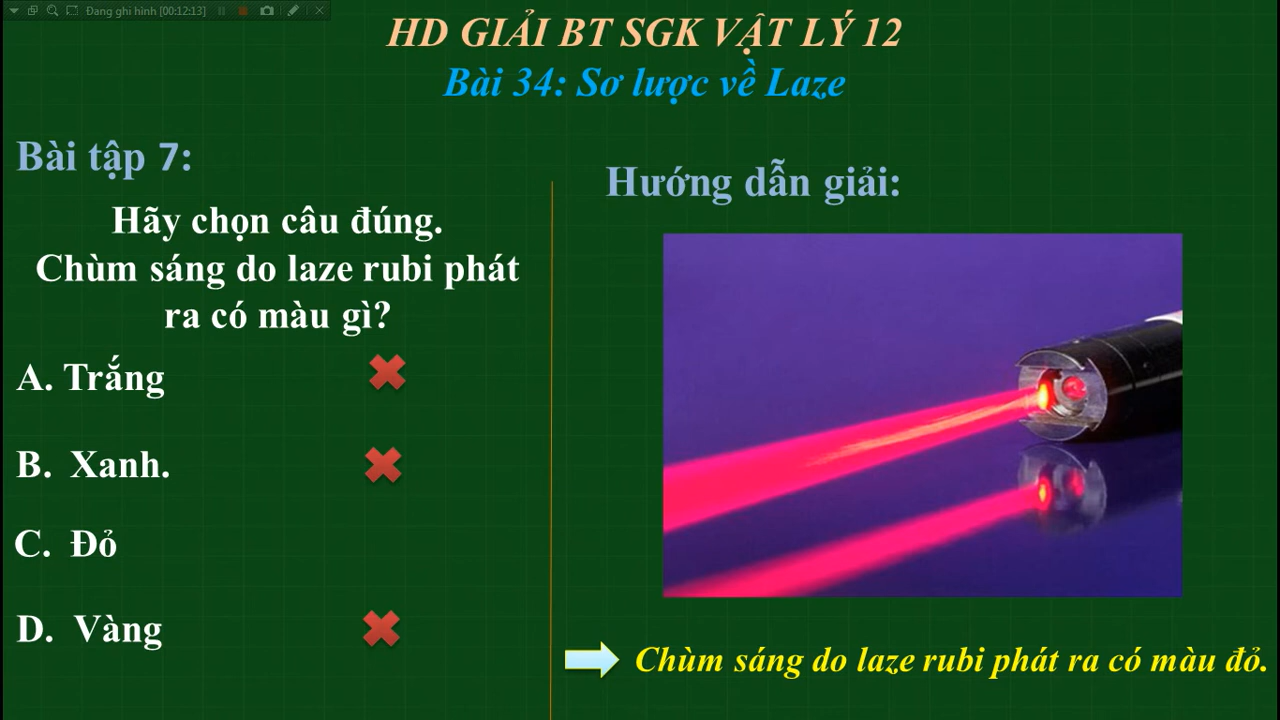 Đang ghi hình [00:12:13]
HD GIẢI BT SGK VẬT LÝ 12
Bài 34: Sơ lược về Laze
Bài tập 7:
Hãy chọn câu đúng.
Chùm sáng do laze rubi phát
ra có màu gì?
A. Trắng
B. Xanh.
C. Đỏ
D. Vàng
Hướng dẫn giải:
Chùm sáng do laze rubi phát ra có màu đỏ.